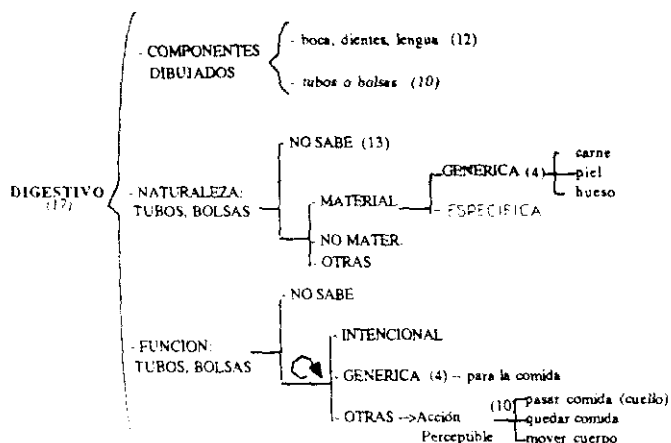 - COMPONENTES DIBUJADOS
- boca, dientes, lengua (12)
- tubos o bolsas (10)
DIGESTIVO (17)
- NATURALEZA: TUBOS, BOLSAS
NO SABE (13)
- MATERIAL
GENERICA (4)
carne
piel
hueso
- ESPECIFICA
- NO MATER.
- OTRAS
- FUNCION: TUBOS, BOLSAS
- NO SABE
- INTENCIONAL
- GENERICA (4) -- para la comida
- OTRAS -->Acción Perceptible (10)
pasar comida (cuello)
quedar comida
mover cuerpo